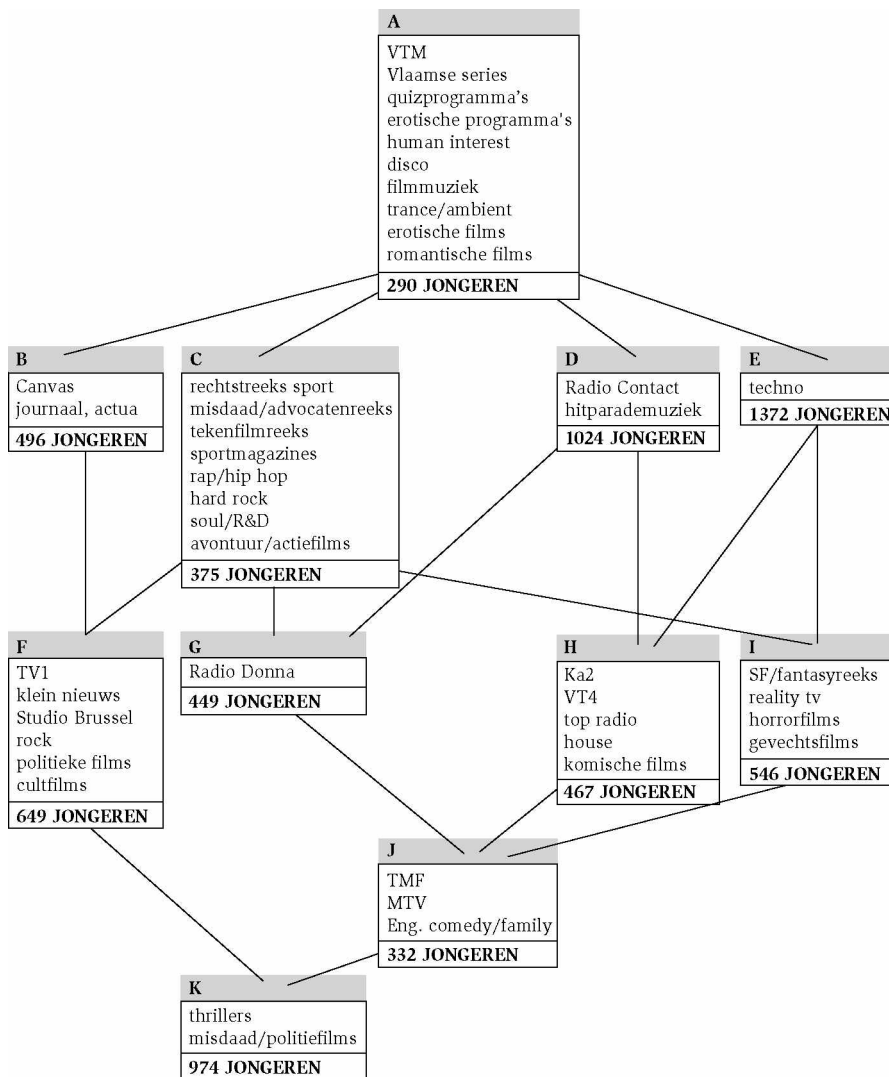 A
VTM
Vlaamse series
quizprogramma's
erotische programma's
human interest
disco
filmmuziek
trance/ambient
erotische films
romantische films
290 JONGEREN
B
Canvas
journaal, actua
496 JONGEREN
C
rechtstreeks sport
misdaad/advocatenreeks
tekenfilmreeks
sportmagazines
rap/hip hop
hard rock
soul/R&D
avontuur/actiefilms
375 JONGEREN
D
Radio Contact
hitparademuziek
1024 JONGEREN
E
techno
1372 JONGEREN
F
TV1
klein nieuws
Studio Brussel
rock
politieke films
cultfilms
649 JONGEREN
G
Radio Donna
449 JONGEREN
H
Ka2
VT4
top radio
house
komische films
467 JONGEREN
I
SF/fantasyreeks
reality tv
horrorfilms
gevechtsfilms
546 JONGEREN
J
TMF
MTV
Eng. comedy/family
332 JONGEREN
K
thrillers
misdaad/politiefilms
974 JONGEREN